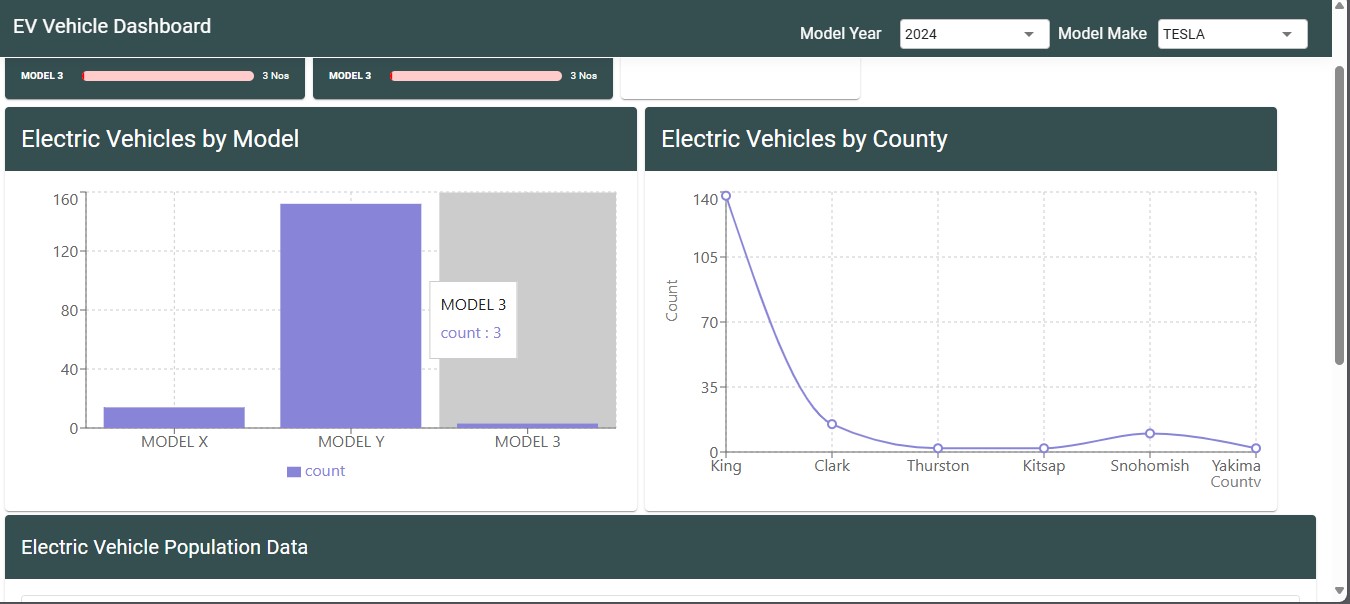 EV Vehicle Dashboard
Model Year 2024 Model Make TESLA
MODEL 3 3 Nos MODEL 3 3 Nos
Electric Vehicles by Model
160
120
80
40
0
MODEL X MODEL Y MODEL 3
MODEL 3
count : 3
count
Electric Vehicles by County
Count
140
105
70
35
0
King Clark Thurston Kitsap Snohomish Yakima
County
Electric Vehicle Population Data